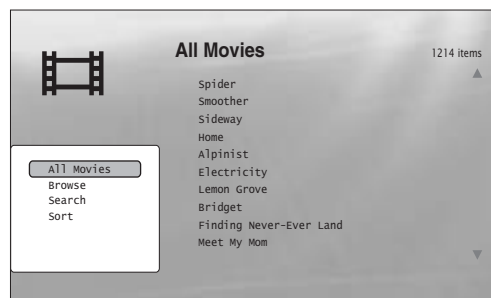 All Movies
1214 items
Spider
Smoother
Sideway
Home
Alpinist
Electricity
Lemon Grove
Bridget
Finding Never-Ever Land
Meet My Mom
All Movies
Browse
Search
Sort